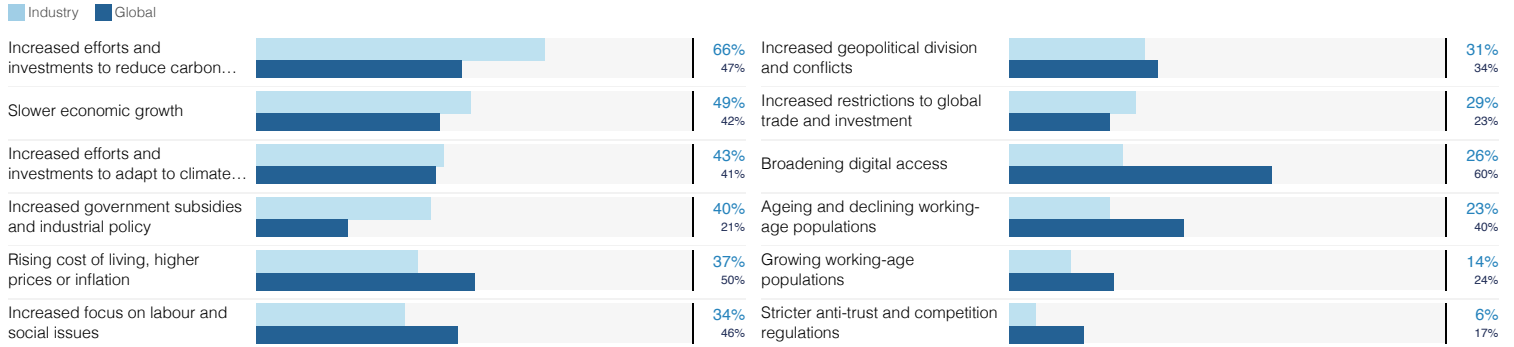 Industry Global
Increased efforts and
investments to reduce carbon…
66%
47%
Slower economic growth
49%
42%
Increased efforts and
investments to adapt to climate…
43%
41%
Increased government subsidies
and industrial policy
40%
21%
Rising cost of living, higher
prices or inflation
37%
50%
Increased focus on labour and
social issues
34%
46%
Increased geopolitical division
and conflicts
31%
34%
Increased restrictions to global
trade and investment
29%
23%
Broadening digital access
26%
60%
Ageing and declining working-
age populations
23%
40%
Growing working-age
populations
14%
24%
Stricter anti-trust and competition
regulations
6%
17%